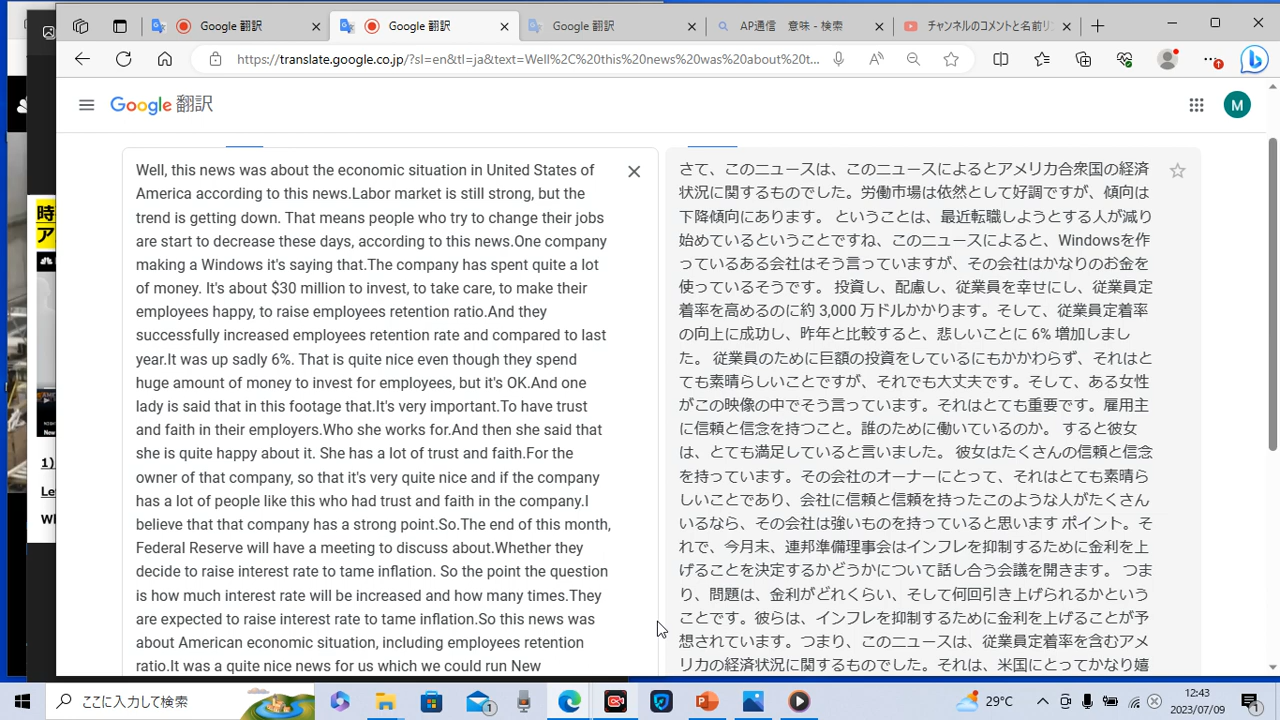 Google 翻訳
Google 翻訳
Google 翻訳
AP通信 意味 - 検索
チャンネルのコメントと名前リ
https://translate.google.co.jp/?sl=en&tl=ja&text=Well%2C%20this%20news%20was%20about%20t...
Google 翻訳
M
Well, this news was about the economic situation in United States of
America according to this news.Labor market is still strong, but the
trend is getting down. That means people who try to change their jobs
are start to decrease these days, according to this news.One company
making a Windows it's saying that.The company has spent quite a lot
of money. It's about $30 million to invest, to take care, to make their
employees happy, to raise employees retention ratio.And they
successfully increased employees retention rate and compared to last
year.It was up sadly 6%. That is quite nice even though they spend
huge amount of money to invest for employees, but it's OK.And one
lady is said that in this footage that.It's very important.To have trust
and faith in their employers.Who she works for.And then she said that
she is quite happy about it. She has a lot of trust and faith.For the
owner of that company, so that it's very quite nice and if the company
has a lot of people like this who had trust and faith in the company.I
believe that that company has a strong point.So.The end of this month,
Federal Reserve will have a meeting to discuss about.Whether they
decide to raise interest rate to tame inflation. So the point the question
is how much interest rate will be increased and how many times.They
are expected to raise interest rate to tame inflation.So this news was
about American economic situation, including employees retention
ratio.It was a quite nice news for us which we could run New
さて、このニュースは、このニュースによるとアメリカ合衆国の経済
状況に関するものでした。労働市場は依然として好調ですが、傾向は
下降傾向にあります。 ということは、最近転職しようとする人が減り
始めているということですね、このニュースによると、Windowsを作
っているある会社はそう言っていますが、その会社はかなりのお金を
使っているそうです。 投資し、配慮し、従業員を幸せにし、従業員定
着率を高めるのに約 3,000 万ドルかかります。そして、従業員定着率
の向上に成功し、昨年と比較すると、悲しいことに 6% 増加しまし
た。 従業員のために巨額の投資をしているにもかかわらず、それはと
ても素晴らしいことですが、それでも大丈夫です。そして、ある女性
がこの映像の中でそう言っています。それはとても重要です。雇用主
に信頼と信念を持つこと。誰のために働いているのか。 すると彼女
は、とても満足していると言いました。 彼女はたくさんの信頼と信念
を持っています。その会社のオーナーにとって、それはとても素晴ら
しいことであり、会社に信頼と信頼を持ったこのような人がたくさん
いるなら、その会社は強いものを持っていると思います ポイント。そ
れで、今月末、連邦準備理事会はインフレを抑制するために金利を上
げることを決定するかどうかについて話し合う会議を開きます。 つま
り、問題は、金利がどれくらい、そして何回引き上げられるかという
ことです。彼らは、インフレを抑制するために金利を上げることが予
想されています。つまり、このニュースは、従業員定着率を含むアメ
リカの経済状況に関するものでした。それは、米国にとってかなり嬉
時
ア
1)
Le
Wh
ここに入力して検索
1
29°C
12:43
2023/07/09
1